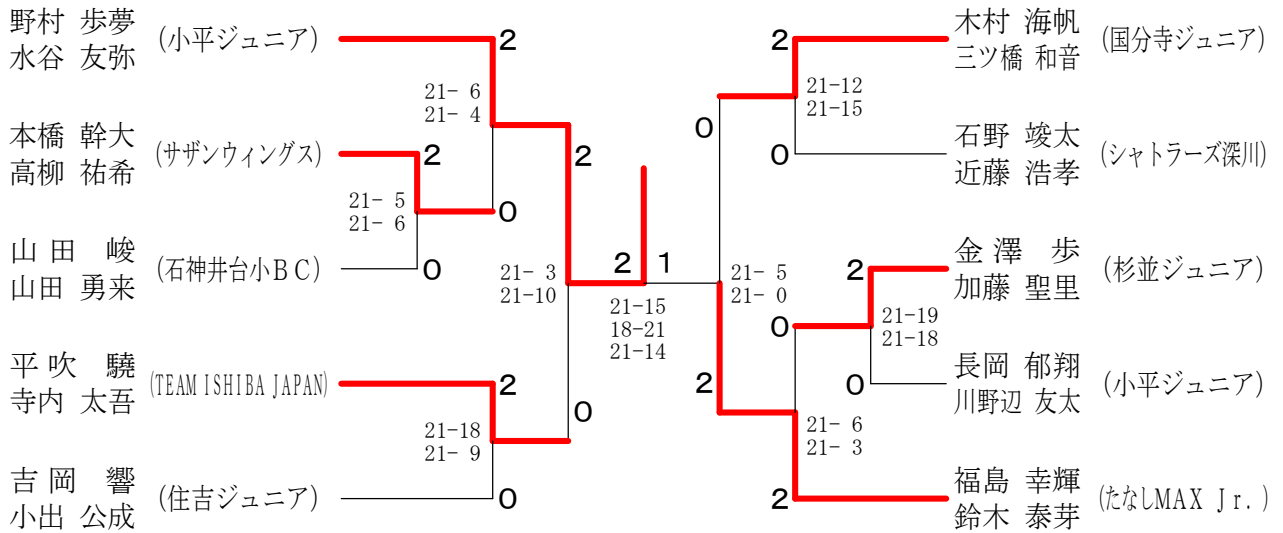 野村 歩夢
水谷 友弥
(小平ジュニア)
2
21- 6
21- 4
本橋 幹大
高柳 祐希
(サザンウィングス)
2
0
21- 5
21- 6
山田 峻
山田 勇来
(石神井台小BC)
0
2
21- 3
21-10
平吹 驍
寺内 太吾
(TEAM ISHIBA JAPAN)
2
0
21-18
21- 9
吉岡 響
小出 公成
(住吉ジュニア)
0
2 1
21-15
18-21
21-14
木村 海帆
三ツ橋 和音
(国分寺ジュニア)
2
21-12
21-15
0
石野 竣太
近藤 浩孝
(シャトラーズ深川)
0
21- 5
21- 0
金澤 歩
加藤 聖里
(杉並ジュニア)
2
0
21-19
21-18
長岡 郁翔
川野辺 友太
(小平ジュニア)
0
2
21- 6
21- 3
福島 幸輝
鈴木 泰芽
(たなしMAX Jr.)
2